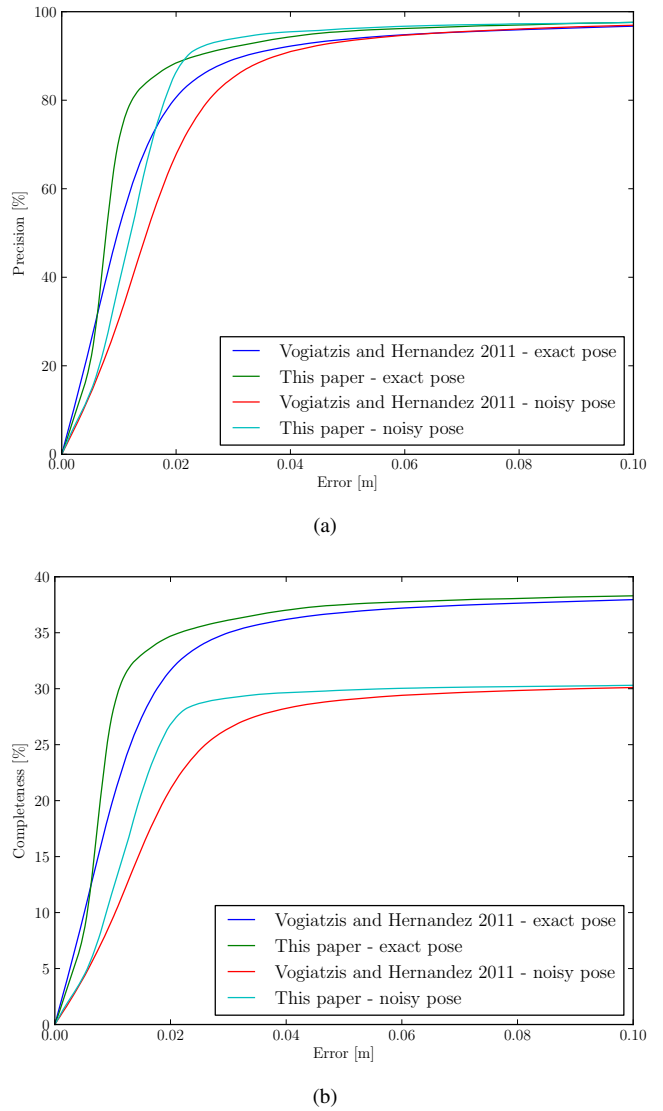 100
80
60
40
20
0
Precision [%]
Vogiatzis and Hernandez 2011 - exact pose
This paper - exact pose
Vogiatzis and Hernandez 2011 - noisy pose
This paper - noisy pose
0.00 0.02 0.04 0.06 0.08 0.10
Error [m]
(a)
40
35
30
25
20
15
10
5
0
Completeness [%]
Vogiatzis and Hernandez 2011 - exact pose
This paper - exact pose
Vogiatzis and Hernandez 2011 - noisy pose
This paper - noisy pose
0.00 0.02 0.04 0.06 0.08 0.10
Error [m]
(b)